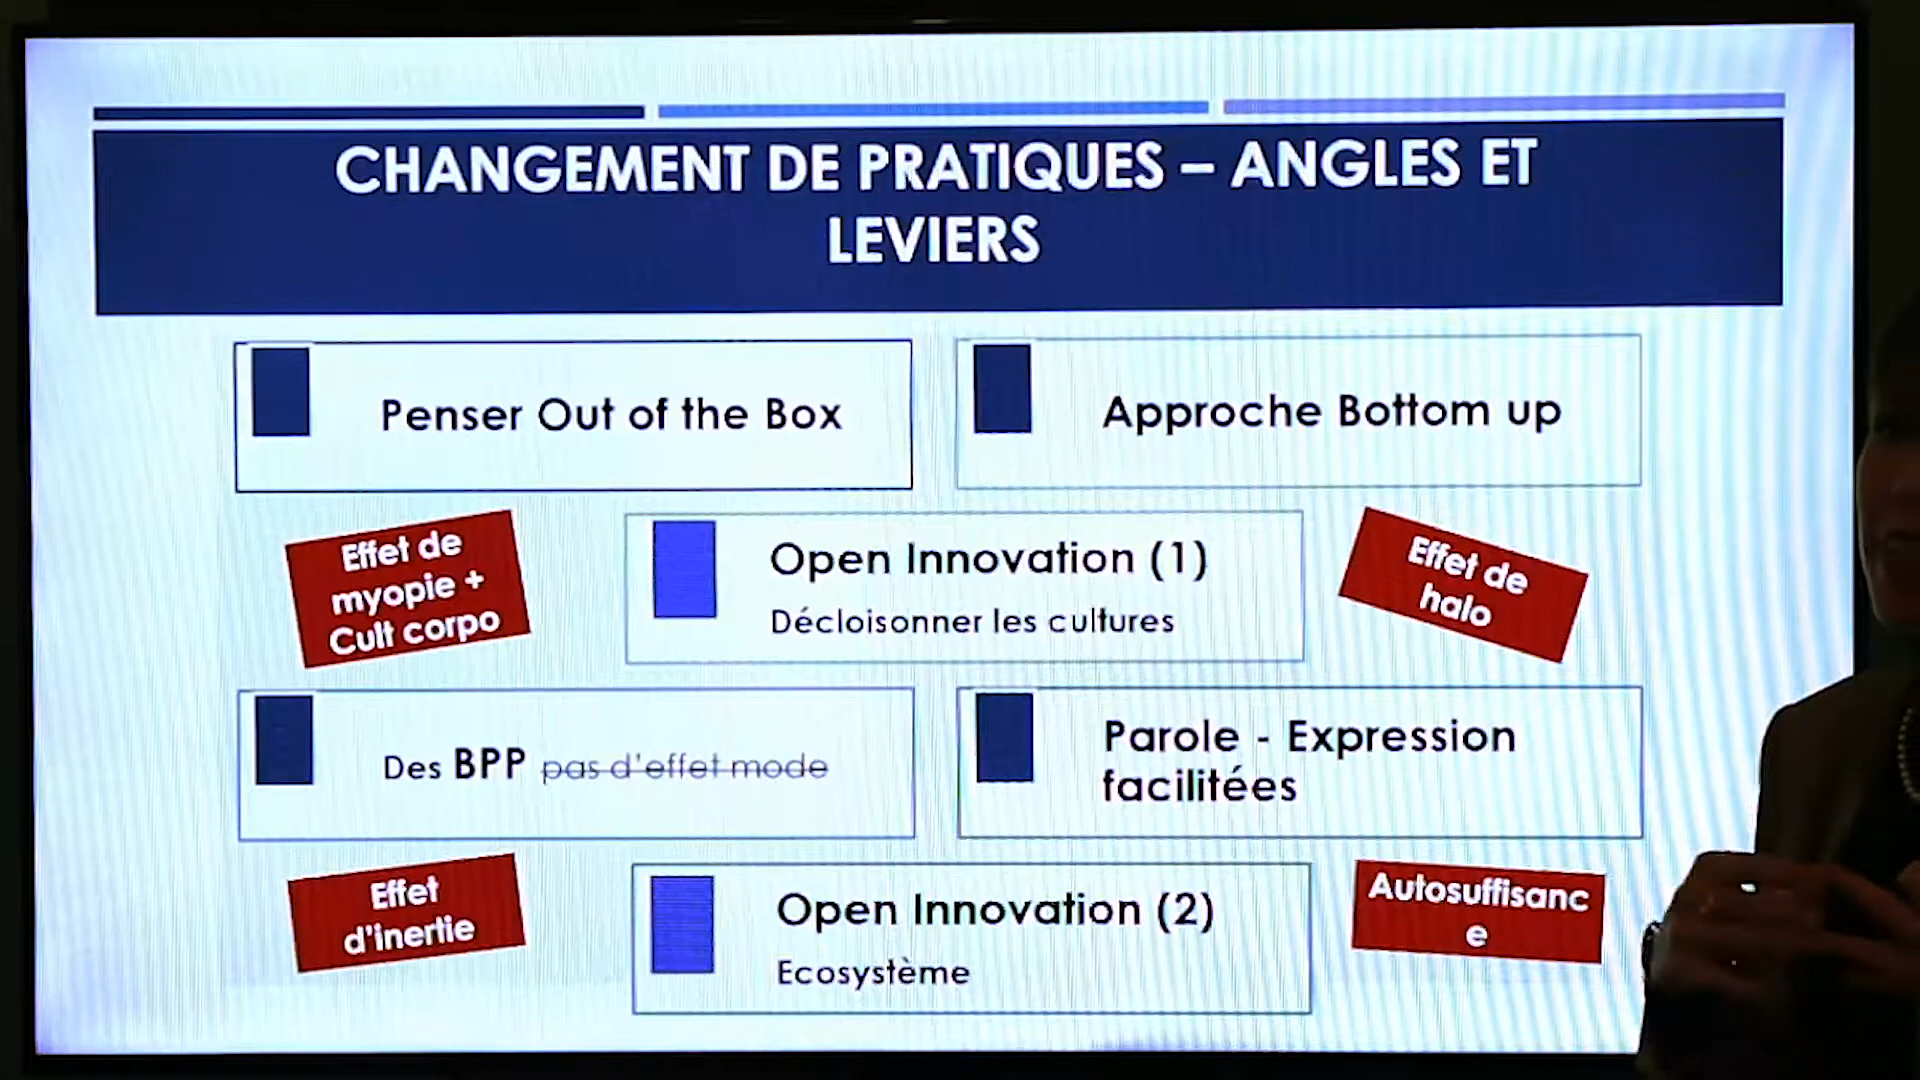 CHANGEMENT DE PRATIQUES – ANGLES ET
LEVIERS
Penser Out of the Box
Approche Bottom up
Effet de
myopie +
Cult corpo
Open Innovation (1)
Décloisonner les cultures
Effet de
halo
Des BPP pas d'effet mode
Parole - Expression
facilitées
Effet
d'inertie
Open Innovation (2)
Ecosystème
Autosuffisanc
e